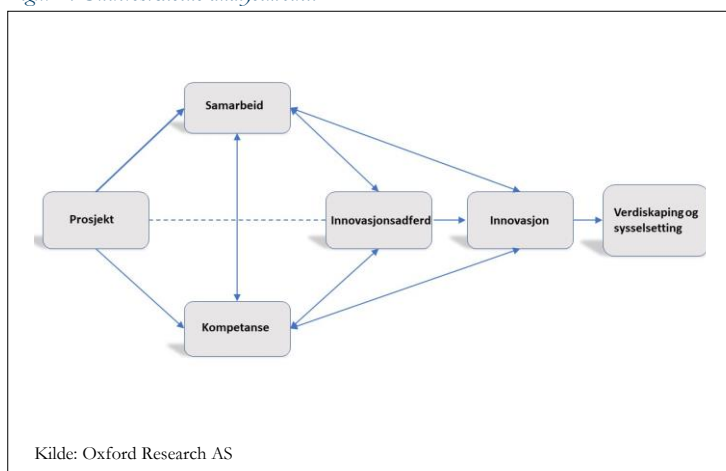 Samarbeid
Prosjekt
Innovasjonsadferd
Innovasjon
Verdiskaping og
sysselsetting
Kompetanse
Kilde: Oxford Research AS